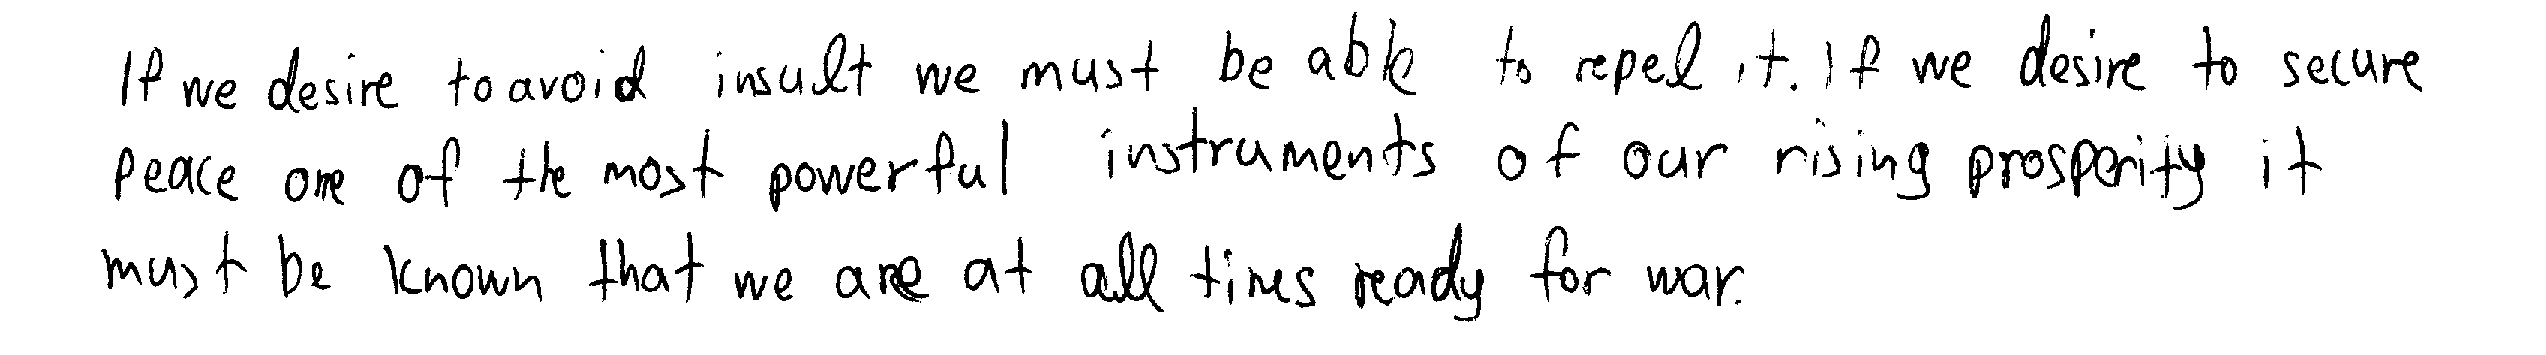 If we desire to avoid insult we must be able to repel it. If we desire to secure
peace one of the most powerful instruments of our rising prosperity it
must be known that we are at all times ready for war.